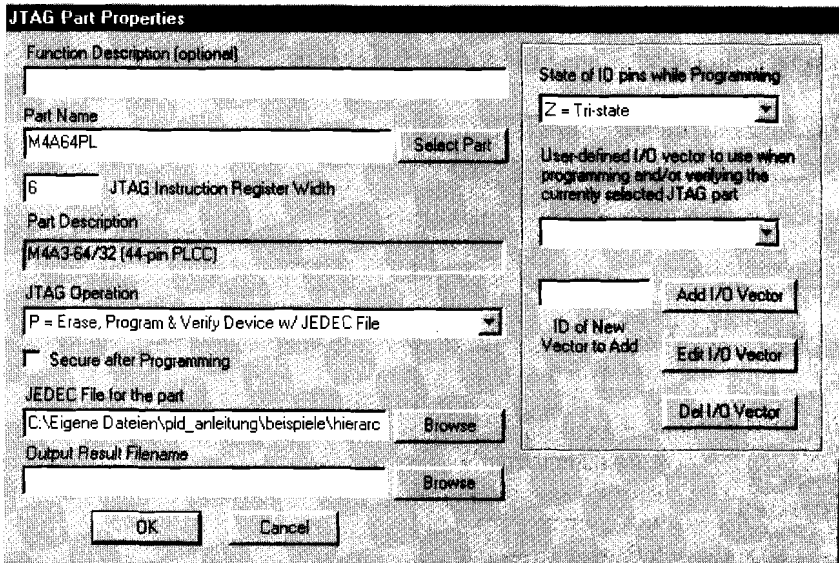 JTAG Part Properties
Function Description (optional)
Part Name
M4A64PL
Select Part
6
JTAG Instruction Register Width
Part Description
M4A3-64/32 (44-pin PLCC)
JTAG Operation
P = Erase, Program & Verify Device w/ JEDEC File
Secure after Programming
JEDEC File for the part
C:\Eigene Dateien\pld_anleitung\beispiele\hierarc
Browse
Output Result Filename
Browse
OK
Cancel
State of IO pins while Programming
Z = Tri-state
User-defined I/O vector to use when
programming and/or verifying the
currently selected JTAG part
Add I/O Vector
ID of New
Vector to Add
Edit I/O Vector
Del I/O Vector